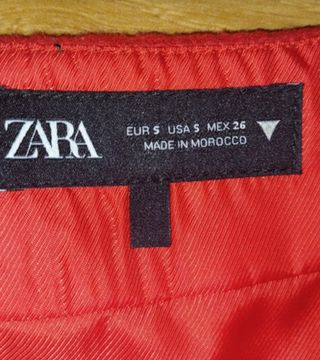 ZARA
EUR S USA S MEX 26
MADE IN MOROCCO